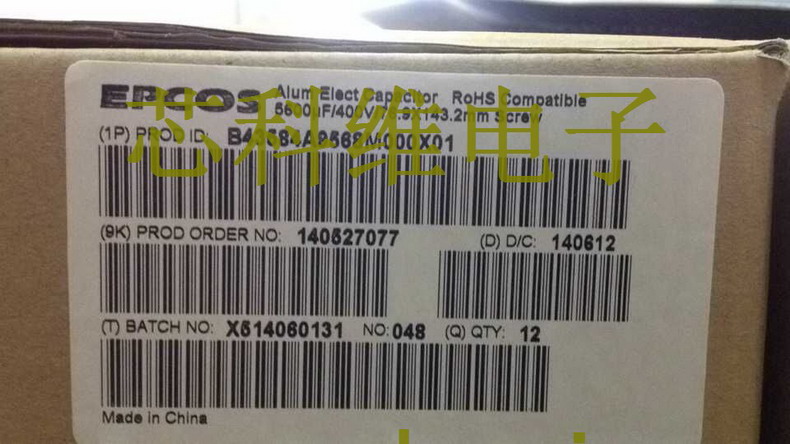 EPCOS Alum Elect Capacitor RoHS Compatible
Screw
(1P) PROD ID:
芯科维电子
(9K) PROD ORDER NO: 140527077 (D) D/C: 140612
(T) BATCH NO: X514060131 NO: 048 (Q) QTY: 12
Made in China